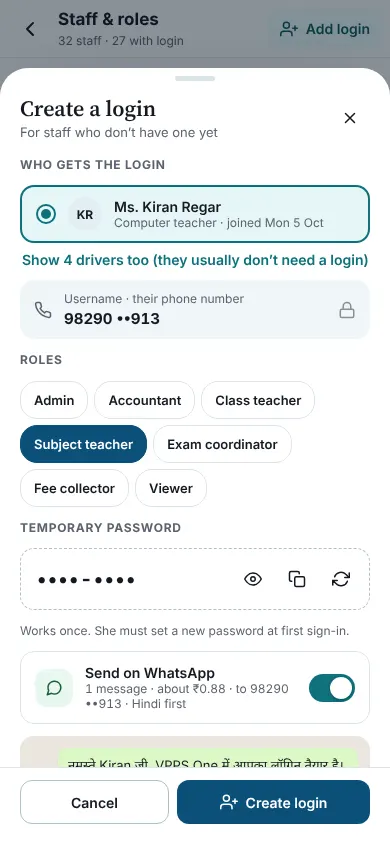 Staff & roles
32 staff · 27 with login
Add login
Create a login
For staff who don't have one yet
WHO GETS THE LOGIN
KR
Ms. Kiran Regar
Computer teacher · joined Mon 5 Oct
Show 4 drivers too (they usually don't need a login)
Username · their phone number
98290 ••913
ROLES
Admin
Accountant
Class teacher
Subject teacher
Exam coordinator
Fee collector
Viewer
TEMPORARY PASSWORD
••••-••••
Works once. She must set a new password at first sign-in.
Send on WhatsApp
1 message · about ₹0.88 · to 98290
••913 · Hindi first
नमस्ते Kiran जी, VPPS One में आपका लॉगिन तैयार है।
Cancel
Create login